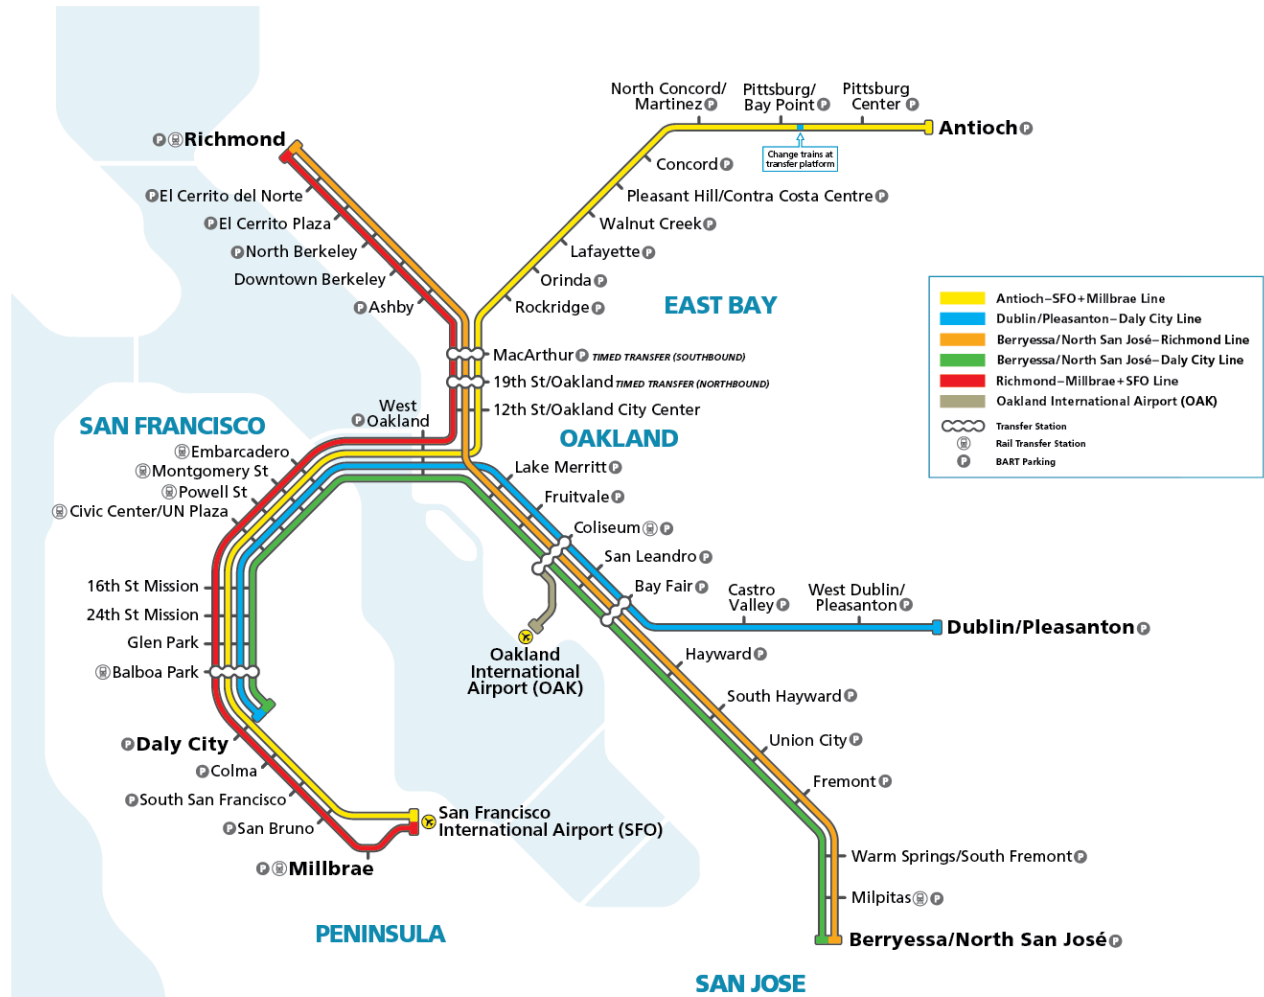 North Concord/
Martinez P
Pittsburg/
Bay Point P
Pittsburg
Center P
Antioch P
Change trains at
transfer platform
P Richmond
P El Cerrito del Norte
P El Cerrito Plaza
P North Berkeley
Downtown Berkeley
P Ashby
Concord P
Pleasant Hill/Contra Costa Centre P
Walnut Creek P
Lafayette P
Orinda P
Rockridge P
EAST BAY
MacArthur P TIMED TRANSFER (SOUTHBOUND)
19th St/Oakland TIMED TRANSFER (NORTHBOUND)
12th St/Oakland City Center
West
P Oakland
OAKLAND
SAN FRANCISCO
Embarcadero
Montgomery St
Powell St
Civic Center/UN Plaza
16th St Mission
24th St Mission
Glen Park
Balboa Park
P Daly City
P Colma
P South San Francisco
P San Bruno
P Millbrae
San Francisco
International Airport (SFO)
PENINSULA
Lake Merritt P
Fruitvale P
Coliseum P
San Leandro P
Bay Fair P
Oakland
International
Airport (OAK)
Castro
Valley P
West Dublin/
Pleasanton P
Dublin/Pleasanton P
Hayward P
South Hayward P
Union City P
Fremont P
Warm Springs/South Fremont P
Milpitas P
Berryessa/North San José P
SAN JOSE
Antioch–SFO+Millbrae Line
Dublin/Pleasanton–Daly City Line
Berryessa/North San José–Richmond Line
Berryessa/North San José–Daly City Line
Richmond–Millbrae+SFO Line
Oakland International Airport (OAK)
Transfer Station
Rail Transfer Station
P BART Parking